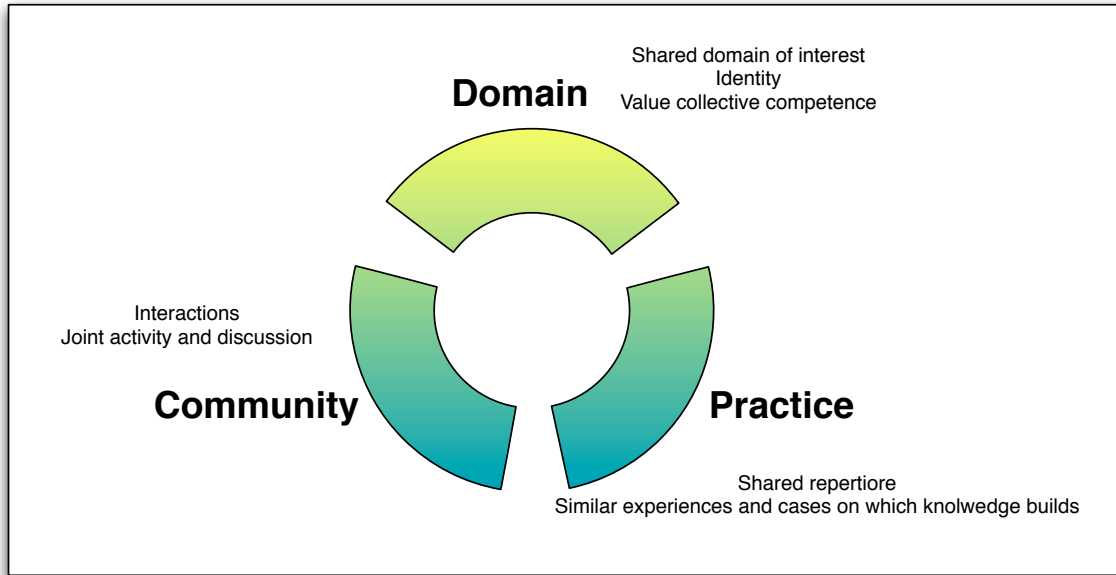 Domain
Shared domain of interest
Identity
Value collective competence
Interactions
Joint activity and discussion
Community
Practice
Shared repertiore
Similar experiences and cases on which knolwedge builds